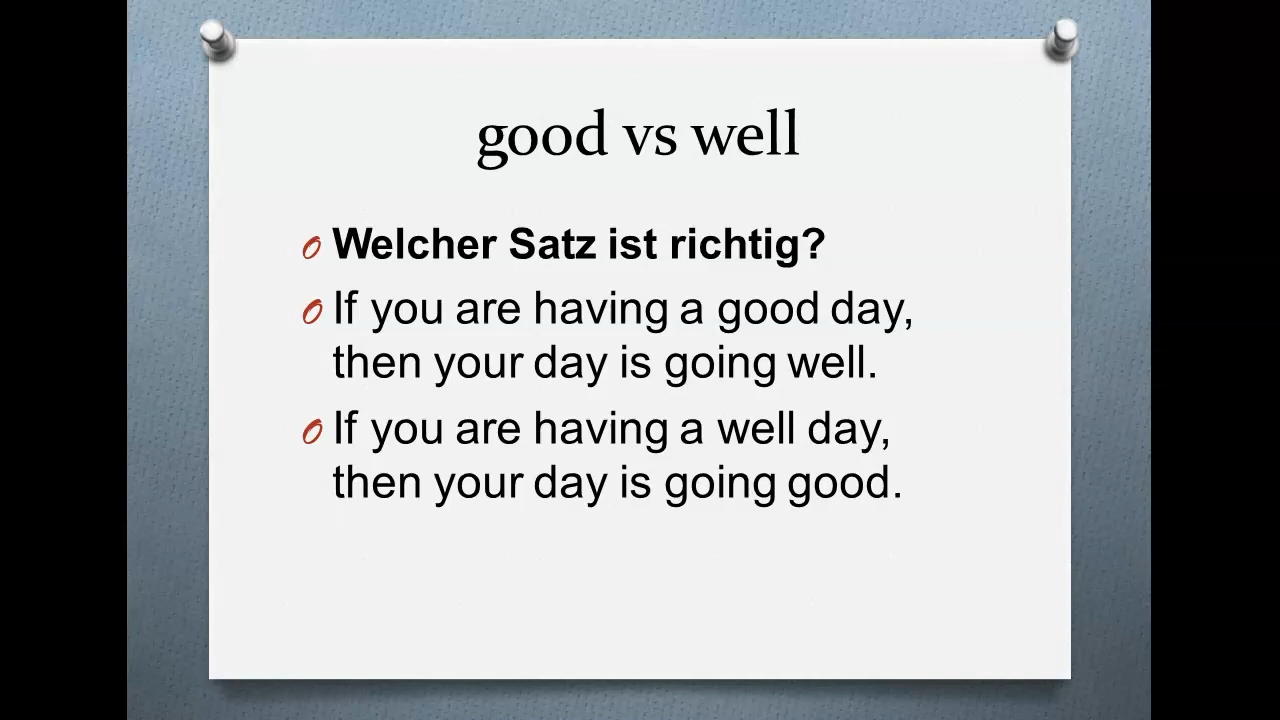 good vs well
Welcher Satz ist richtig?
If you are having a good day,
then your day is going well.
If you are having a well day,
then your day is going good.